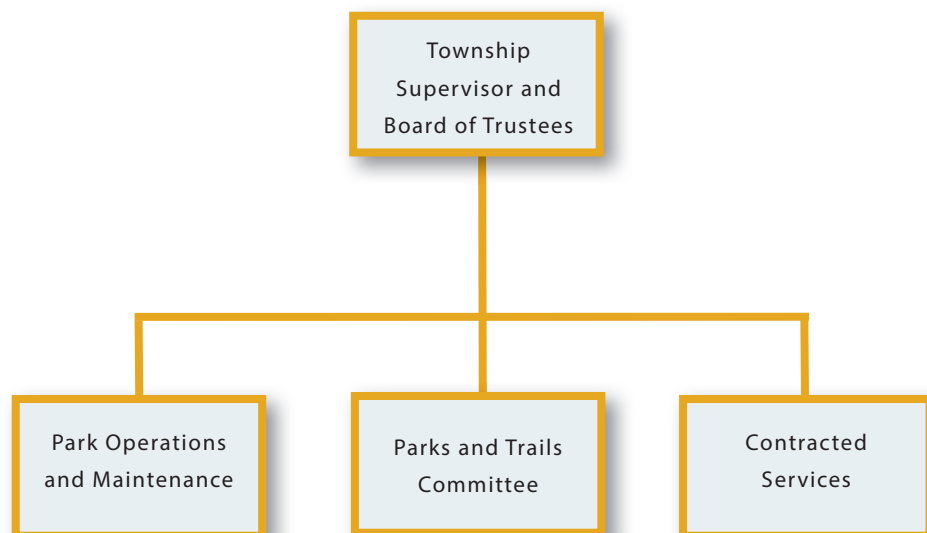 Township
Supervisor and
Board of Trustees
Park Operations
and Maintenance
Parks and Trails
Committee
Contracted
Services